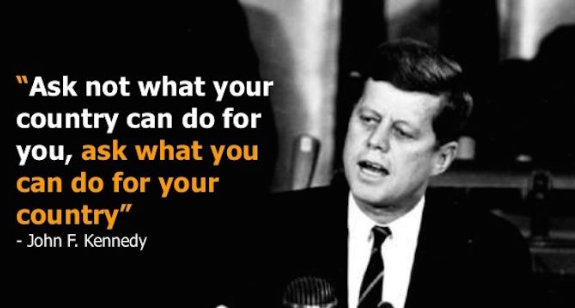 “Ask not what your
country can do for
you, ask what you
can do for your
country”
- John F. Kennedy